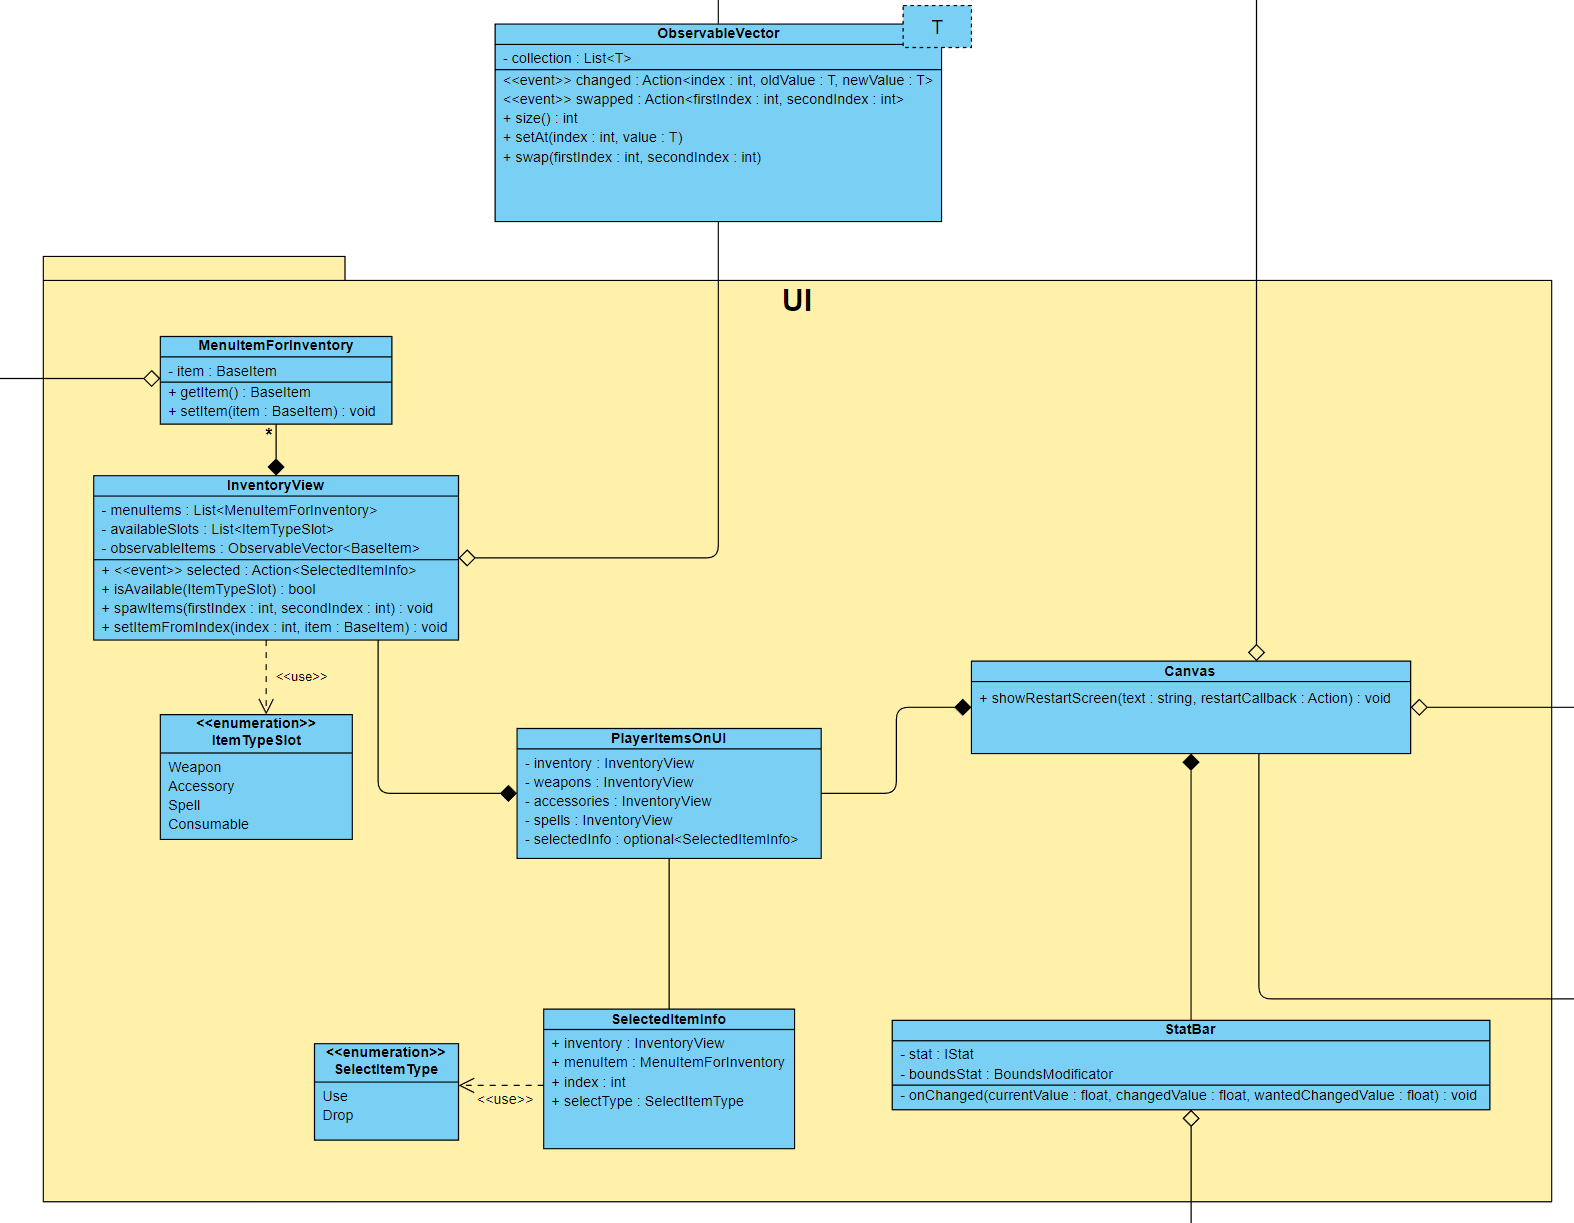 ObservableVector
T
- collection : List<T>
<<event>> changed : Action<index : int, oldValue : T, newValue : T>
<<event>> swapped : Action<firstIndex : int, secondIndex : int>
+ size() : int
+ setAt(index : int, value : T)
+ swap(firstIndex : int, secondIndex : int)
UI
MenuItemForInventory
- item : BaseItem
+ getItem() : BaseItem
+ setItem(item : BaseItem) : void
*
InventoryView
- menuItems : List<MenuItemForInventory>
- availableSlots : List<ItemTypeSlot>
- observableItems : ObservableVector<BaseItem>
+ <<event>> selected : Action<SelectedItemInfo>
+ isAvailable(ItemTypeSlot) : bool
+ spawItems(firstIndex : int, secondIndex : int) : void
+ setItemFromIndex(index : int, item : BaseItem) : void
<<use>>
<<enumeration>>
ItemTypeSlot
Weapon
Accessory
Spell
Consumable
PlayerItemsOnUI
- inventory : InventoryView
- weapons : InventoryView
- accessories : InventoryView
- spells : InventoryView
- selectedInfo : optional<SelectedItemInfo>
Canvas
+ showRestartScreen(text : string, restartCallback : Action) : void
SelectedItemInfo
+ inventory : InventoryView
+ menuItem : MenuItemForInventory
+ index : int
+ selectType : SelectItemType
<<use>>
<<enumeration>>
SelectItemType
Use
Drop
StatBar
- stat : IStat
- boundsStat : BoundsModificator
- onChanged(currentValue : float, changedValue : float, wantedChangedValue : float) : void